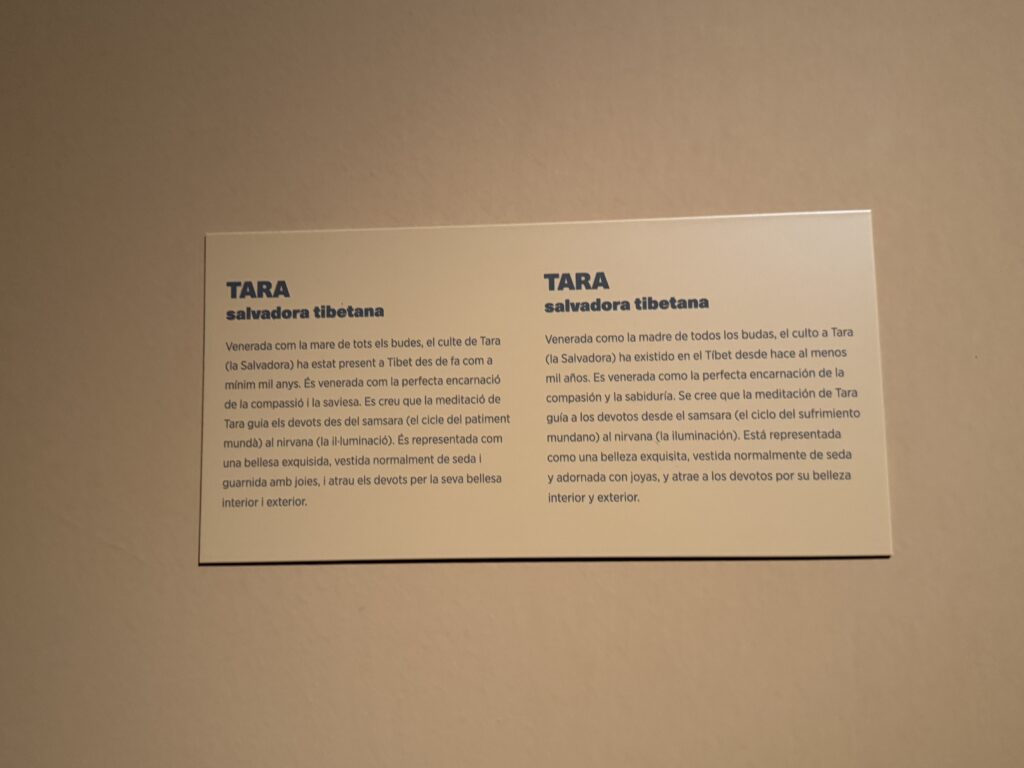 TARA
salvadora tibetana
Venerada com la mare de tots els budes, el culte de Tara
(la Salvadora) ha estat present a Tibet des de fa com a
mínim mil anys. És venerada com la perfecta encarnació
de la compassió i la saviesa. Es creu que la meditació de
Tara guia els devots des del samsara (el cicle del patiment
mundà) al nirvana (la il·luminació). És representada com
una bellesa exquisida, vestida normalment de seda i
guarnida amb joies, i atrau els devots per la seva bellesa
interior i exterior.
TARA
salvadora tibetana
Venerada como la madre de todos los budas, el culto a Tara
(la Salvadora) ha existido en el Tíbet desde hace al menos
mil años. Es venerada como la perfecta encarnación de la
compasión y la sabiduría. Se cree que la meditación de Tara
guía a los devotos desde el samsara (el ciclo del sufrimiento
mundano) al nirvana (la iluminación). Está representada
como una belleza exquisita, vestida normalmente de seda
y adornada con joyas, y atrae a los devotos por su belleza
interior y exterior.